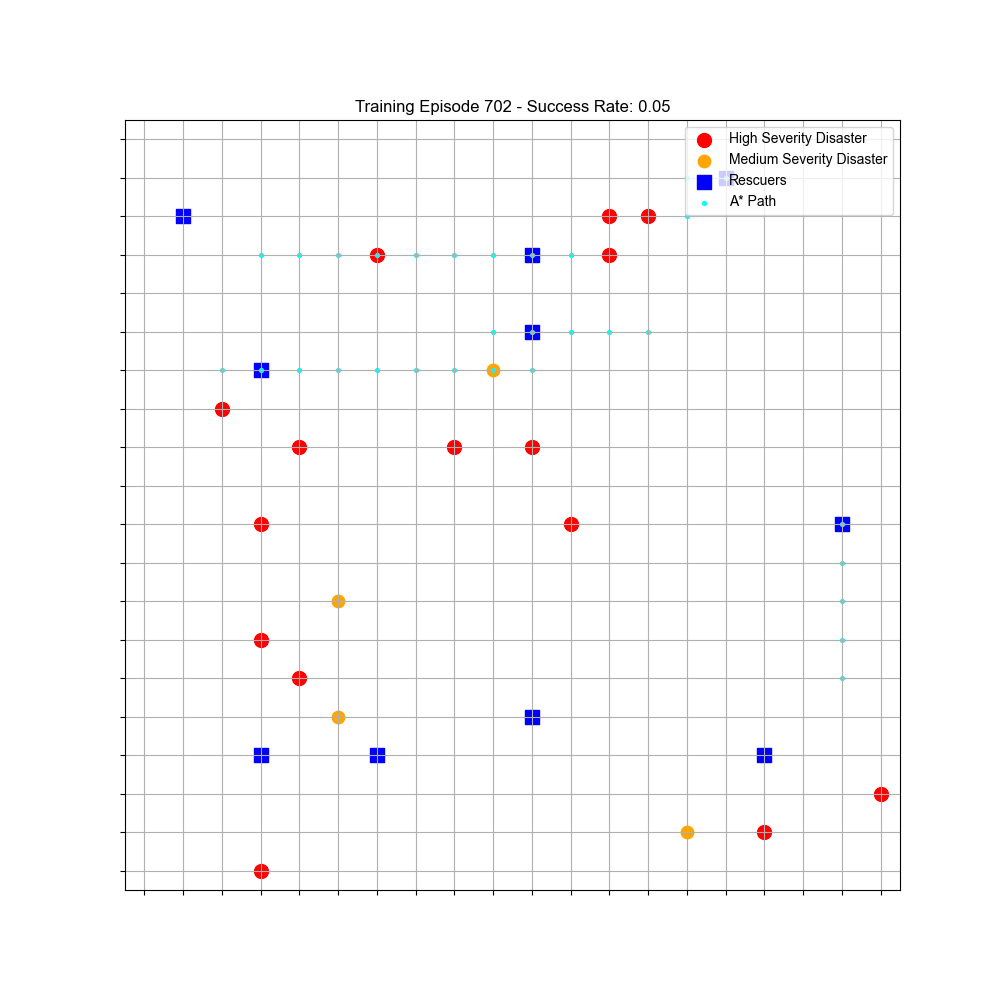 Training Episode 702 - Success Rate: 0.05
High Severity Disaster
Medium Severity Disaster
Rescuers
A* Path